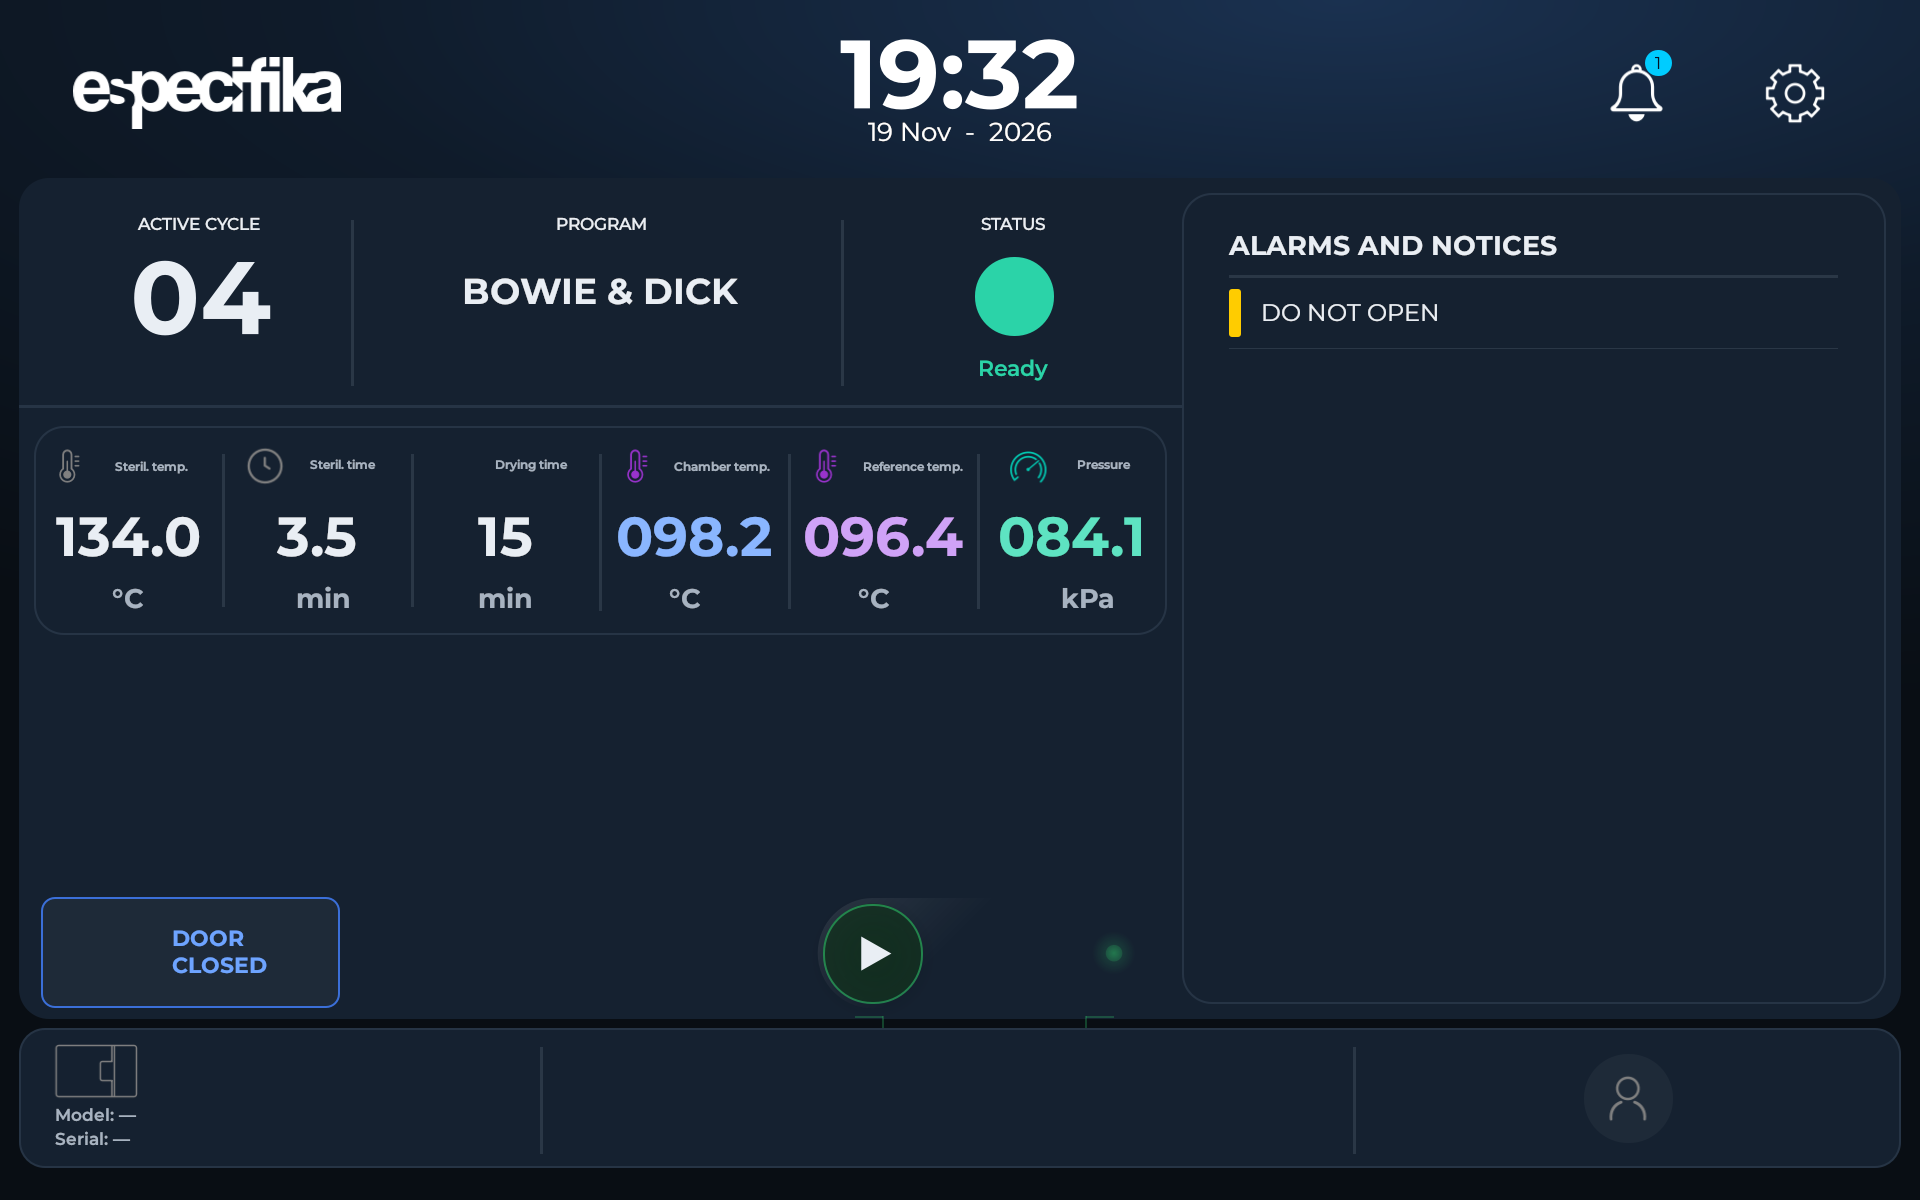 especifika
19:32
19 Nov - 2026
1
ACTIVE CYCLE
04
PROGRAM
BOWIE & DICK
STATUS
Ready
ALARMS AND NOTICES
DO NOT OPEN
Steril. temp.
134.0
°C
Steril. time
3.5
min
Drying time
15
min
Chamber temp.
098.2
°C
Reference temp.
096.4
°C
Pressure
084.1
kPa
DOOR
CLOSED
Model: —
Serial: —